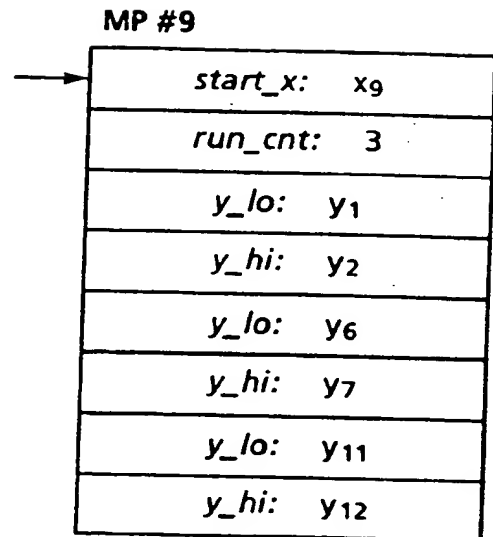 MP #9
start_x: x9
run_cnt: 3
y_lo: y1
y_hi: y2
y_lo: y6
y_hi: y7
y_lo: y11
y_hi: y12